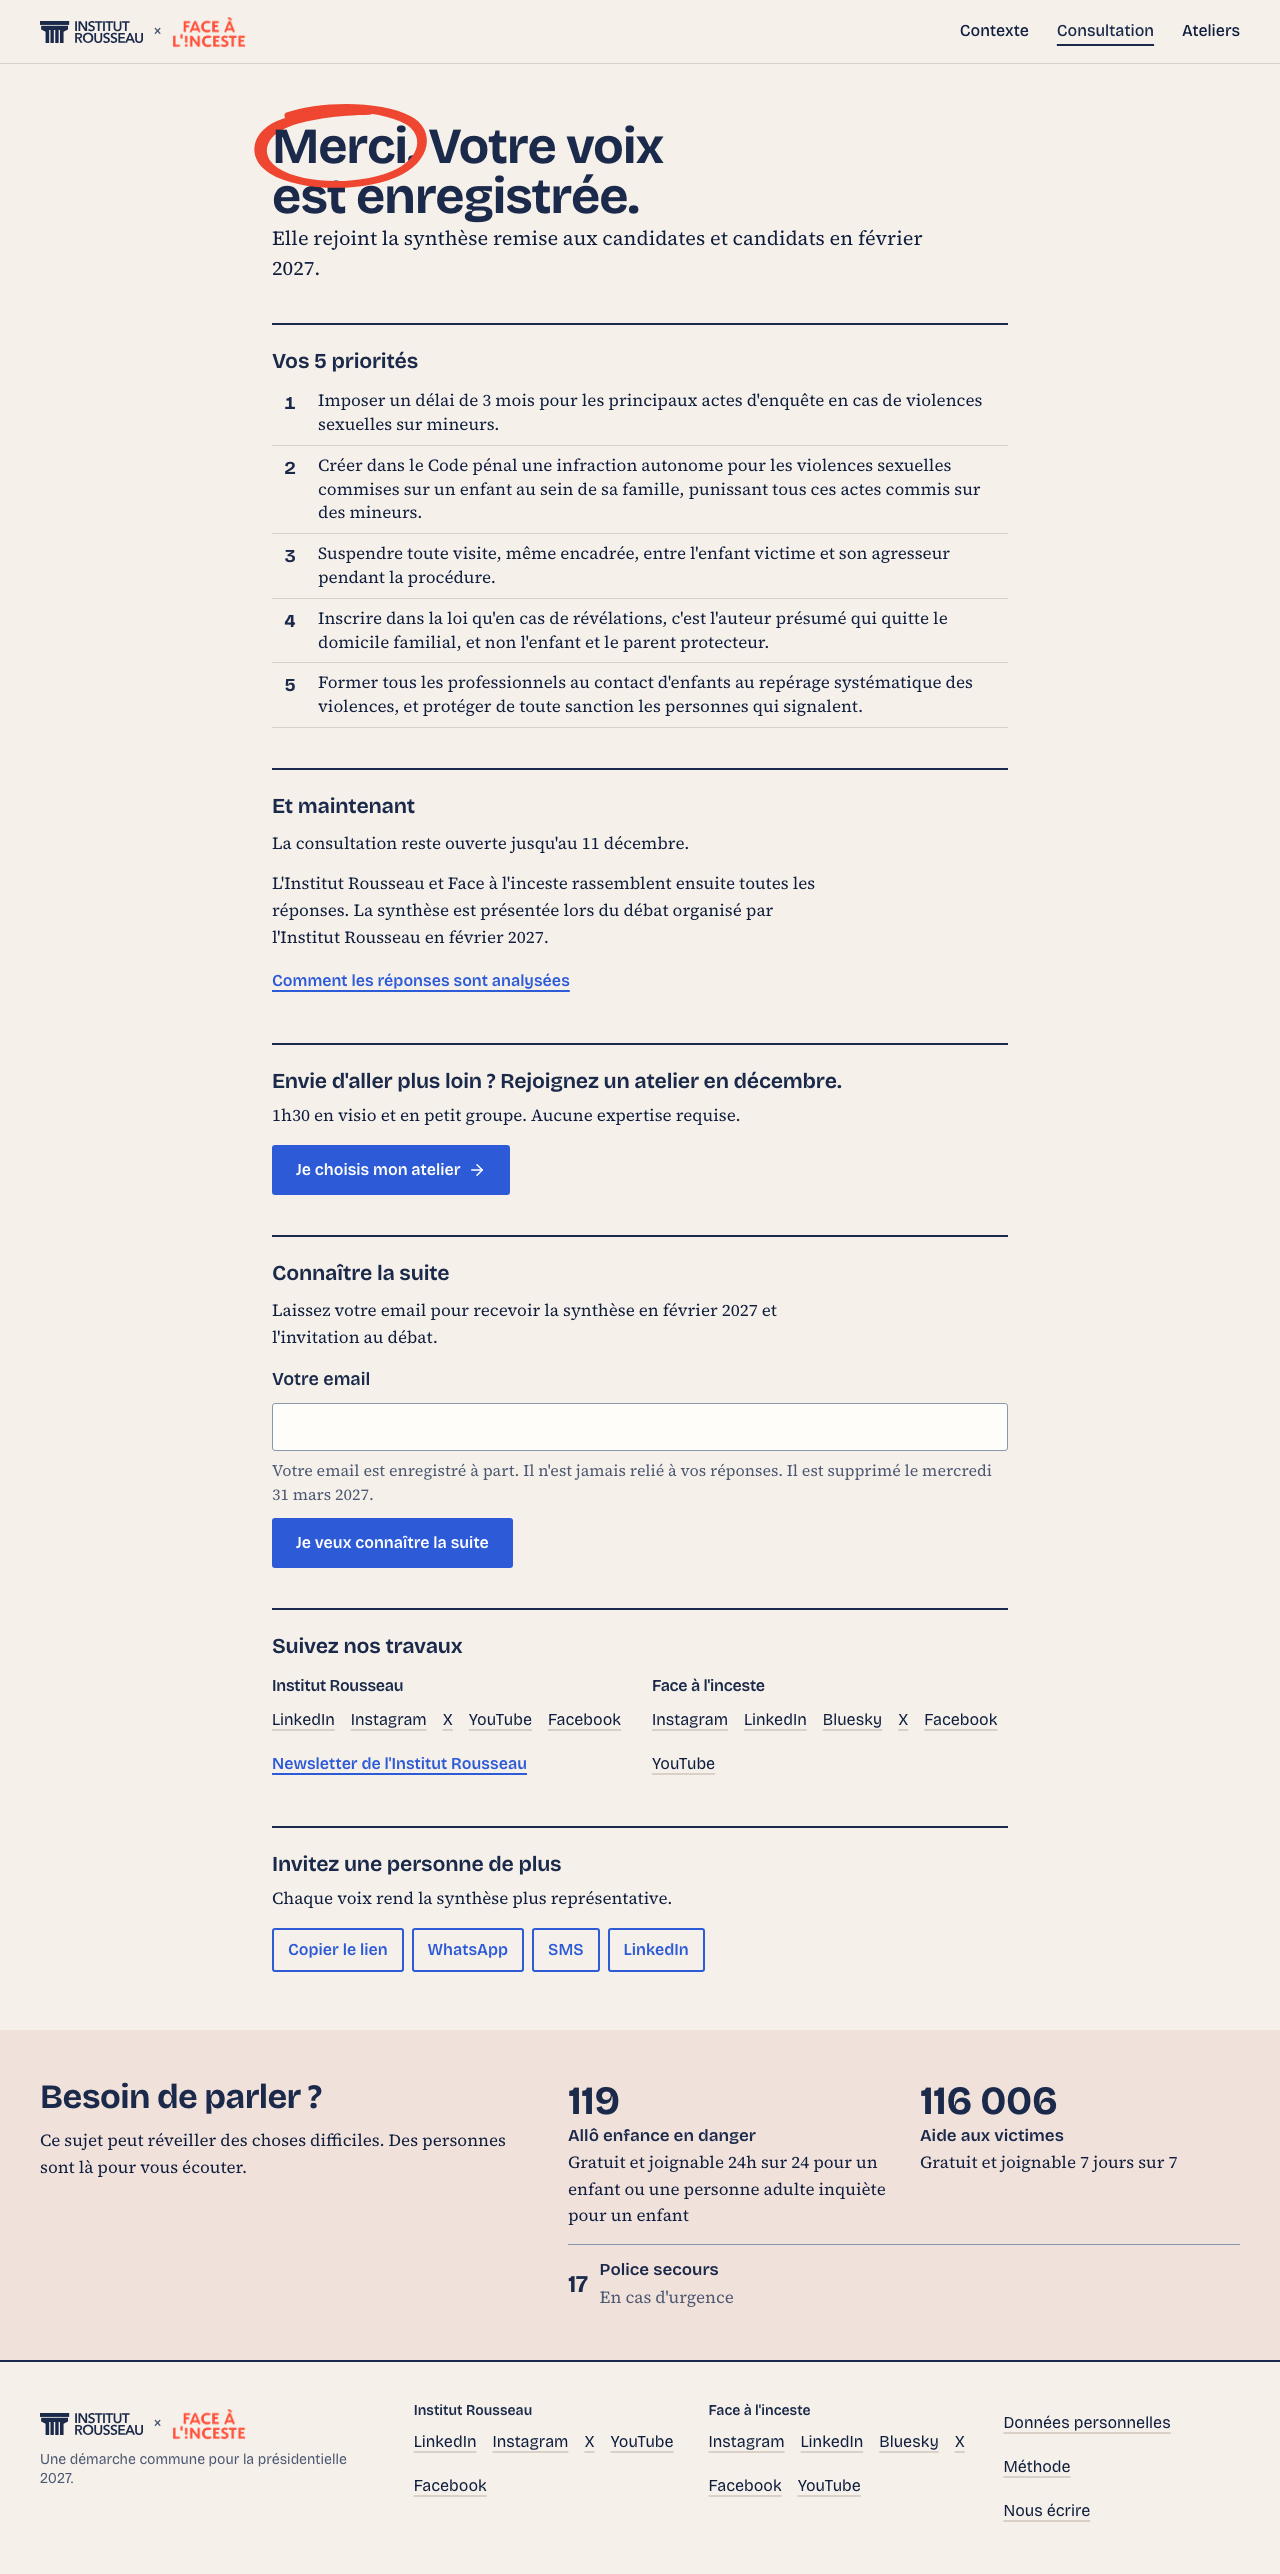 INSTITUT ROUSSEAU × FACE À L'INCESTE
Contexte Consultation Ateliers
Merci. Votre voix
est enregistrée.
Elle rejoint la synthèse remise aux candidates et candidats en février
2027.
Vos 5 priorités
1 Imposer un délai de 3 mois pour les principaux actes d'enquête en cas de violences
sexuelles sur mineurs.
2 Créer dans le Code pénal une infraction autonome pour les violences sexuelles
commises sur un enfant au sein de sa famille, punissant tous ces actes commis sur
des mineurs.
3 Suspendre toute visite, même encadrée, entre l'enfant victime et son agresseur
pendant la procédure.
4 Inscrire dans la loi qu'en cas de révélations, c'est l'auteur présumé qui quitte le
domicile familial, et non l'enfant et le parent protecteur.
5 Former tous les professionnels au contact d'enfants au repérage systématique des
violences, et protéger de toute sanction les personnes qui signalent.
Et maintenant
La consultation reste ouverte jusqu'au 11 décembre.
L'Institut Rousseau et Face à l'inceste rassemblent ensuite toutes les
réponses. La synthèse est présentée lors du débat organisé par
l'Institut Rousseau en février 2027.
Comment les réponses sont analysées
Envie d'aller plus loin ? Rejoignez un atelier en décembre.
1h30 en visio et en petit groupe. Aucune expertise requise.
Je choisis mon atelier →
Connaître la suite
Laissez votre email pour recevoir la synthèse en février 2027 et
l'invitation au débat.
Votre email
Votre email est enregistré à part. Il n'est jamais relié à vos réponses. Il est supprimé le mercredi
31 mars 2027.
Je veux connaître la suite
Suivez nos travaux
Institut Rousseau
LinkedIn Instagram X YouTube Facebook
Newsletter de l'Institut Rousseau
Face à l'inceste
Instagram LinkedIn Bluesky X Facebook
YouTube
Invitez une personne de plus
Chaque voix rend la synthèse plus représentative.
Copier le lien WhatsApp SMS LinkedIn
Besoin de parler ?
Ce sujet peut réveiller des choses difficiles. Des personnes
sont là pour vous écouter.
119
Allô enfance en danger
Gratuit et joignable 24h sur 24 pour un
enfant ou une personne adulte inquiète
pour un enfant
116 006
Aide aux victimes
Gratuit et joignable 7 jours sur 7
17 Police secours
En cas d'urgence
INSTITUT ROUSSEAU × FACE À L'INCESTE
Une démarche commune pour la présidentielle
2027.
Institut Rousseau
LinkedIn Instagram X YouTube
Facebook
Face à l'inceste
Instagram LinkedIn Bluesky X
Facebook YouTube
Données personnelles
Méthode
Nous écrire